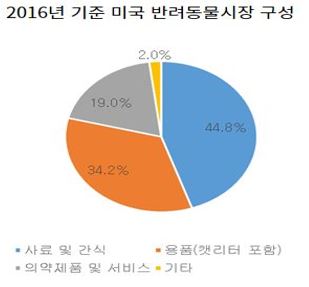 2016년 기준 미국 반려동물시장 구성
2.0%
19.0%
44.8%
34.2%
사료 및 간식 용품(캣리터 포함)
의약제품 및 서비스 기타